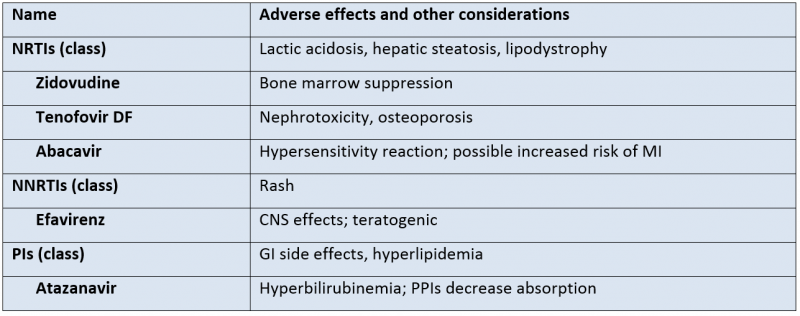 Name Adverse effects and other considerations
NRTIs (class) Lactic acidosis, hepatic steatosis, lipodystrophy
Zidovudine Bone marrow suppression
Tenofovir DF Nephrotoxicity, osteoporosis
Abacavir Hypersensitivity reaction; possible increased risk of MI
NNRTIs (class) Rash
Efavirenz CNS effects; teratogenic
PIs (class) GI side effects, hyperlipidemia
Atazanavir Hyperbilirubinemia; PPIs decrease absorption